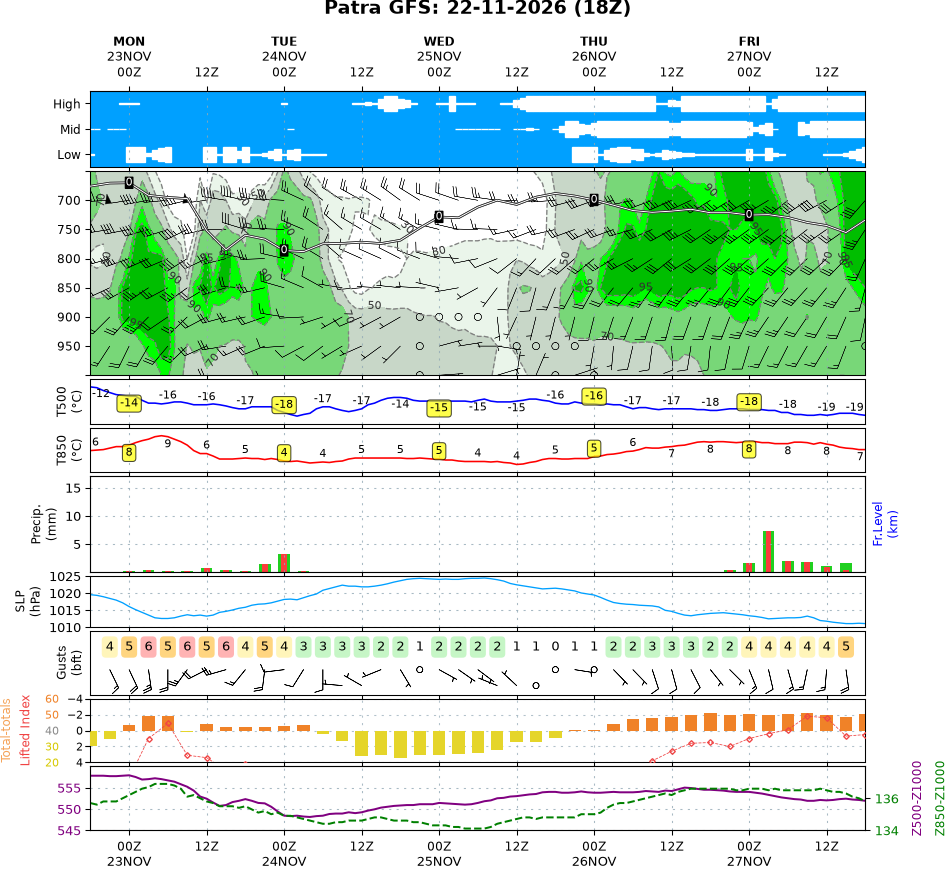 Patra GFS: 22-11-2026 (18Z)
MON TUE WED THU FRI
23NOV 24NOV 25NOV 26NOV 27NOV
00Z 12Z 00Z 12Z 00Z 12Z 00Z 12Z 00Z 12Z
High
Mid
Low
700
750
800
850
900
950
0 0 0 0 0
50
80
90
95
70
T500 (°C)
-12 -14 -16 -16 -17 -18 -17 -17 -14 -15 -15 -15 -16 -16 -17 -17 -18 -18 -18 -19 -19
T850 (°C)
6 8 9 6 5 4 4 5 5 5 4 4 5 5 6 7 8 8 8 8 7
Precip. (mm)
15
10
5
Fr.Level (km)
SLP (hPa)
1025
1020
1015
1010
Gusts (bft)
4 5 6 5 6 5 6 4 5 4 3 3 3 3 2 2 1 2 2 2 2 1 1 0 1 1 2 2 3 3 3 2 2 4 4 4 4 4 5
Total-totals
Lifted Index
60 −4
50 −2
40 0
30 2
20 4
555
550
545
136
134
Z500-Z1000
Z850-Z1000
00Z 12Z 00Z 12Z 00Z 12Z 00Z 12Z 00Z 12Z
23NOV 24NOV 25NOV 26NOV 27NOV